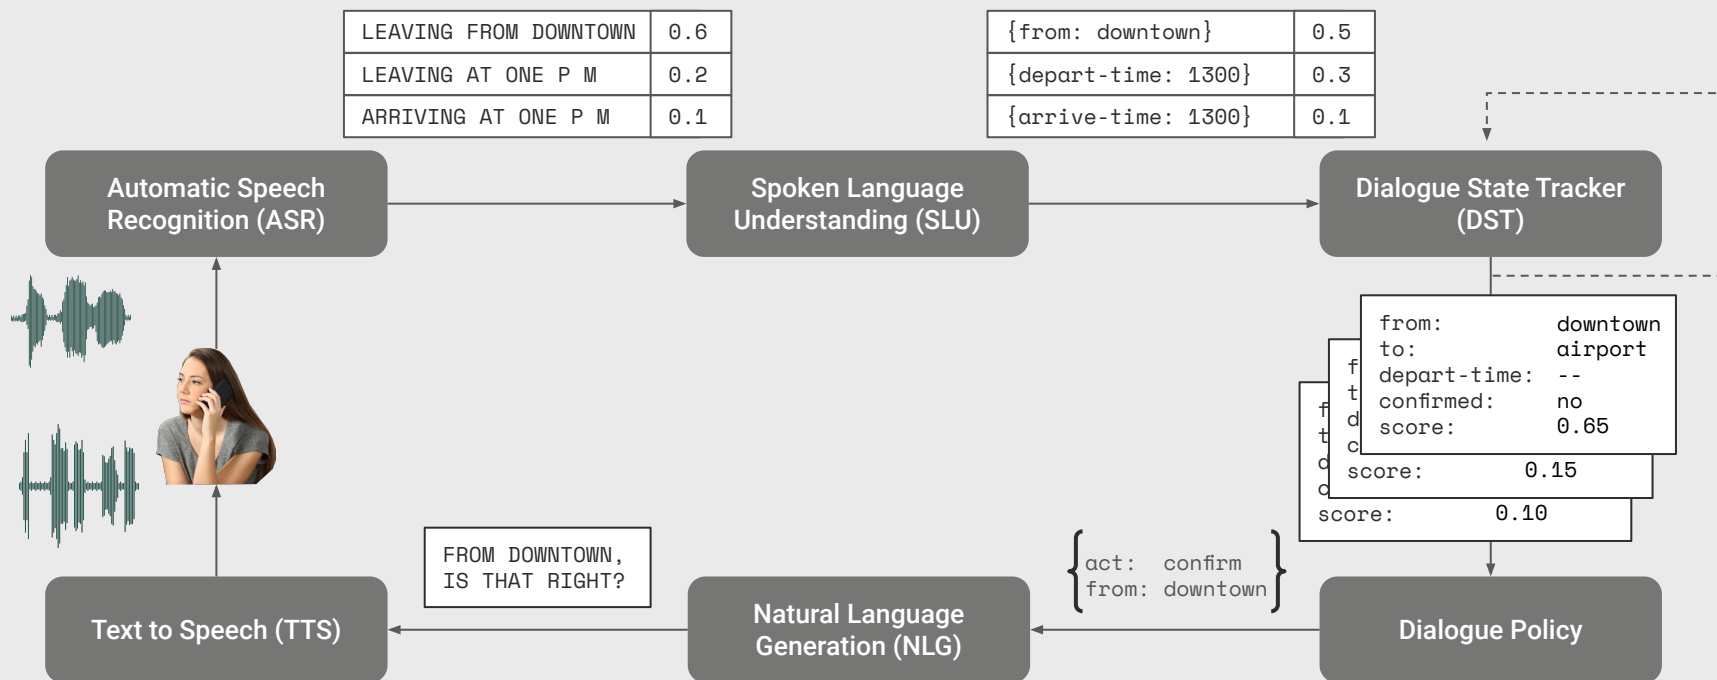 LEAVING FROM DOWNTOWN 0.6
LEAVING AT ONE P M 0.2
ARRIVING AT ONE P M 0.1
{from: downtown} 0.5
{depart-time: 1300} 0.3
{arrive-time: 1300} 0.1
Automatic Speech
Recognition (ASR)
Spoken Language
Understanding (SLU)
Dialogue State Tracker
(DST)
from: downtown
to: airport
depart-time: --
confirmed: no
score: 0.65
f
t
d
c
score: 0.15
f
t
d
c
score: 0.10
act: confirm
from: downtown
FROM DOWNTOWN,
IS THAT RIGHT?
Text to Speech (TTS)
Natural Language
Generation (NLG)
Dialogue Policy